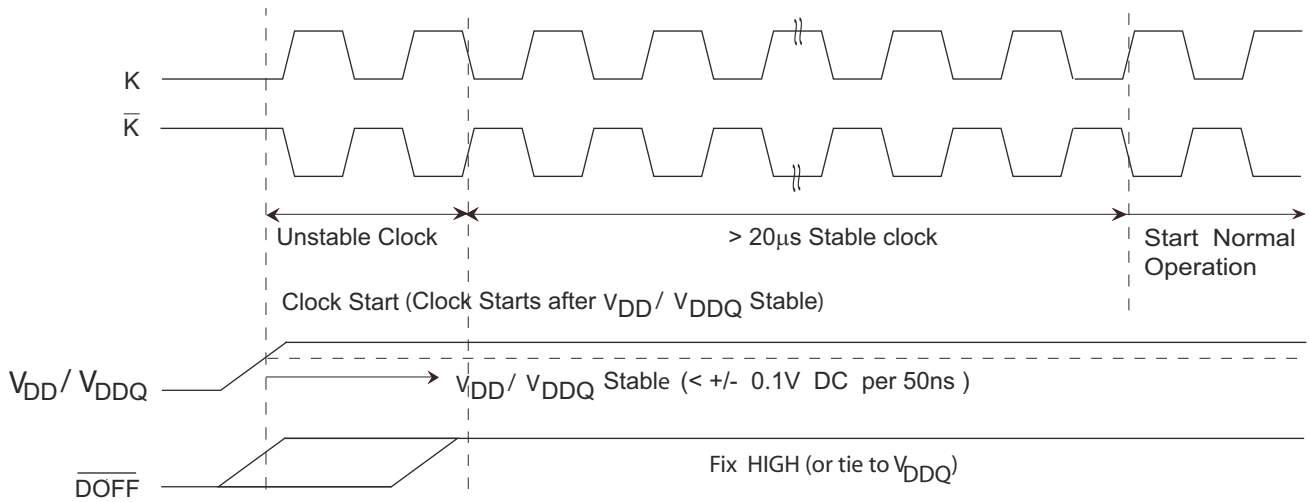 K
K̅
Unstable Clock
> 20μs Stable clock
Start Normal
Operation
Clock Start (Clock Starts after VDD / VDDQ Stable)
VDD / VDDQ
VDD / VDDQ Stable (< +/- 0.1V DC per 50ns )
D̅O̅F̅F̅
Fix HIGH (or tie to VDDQ)